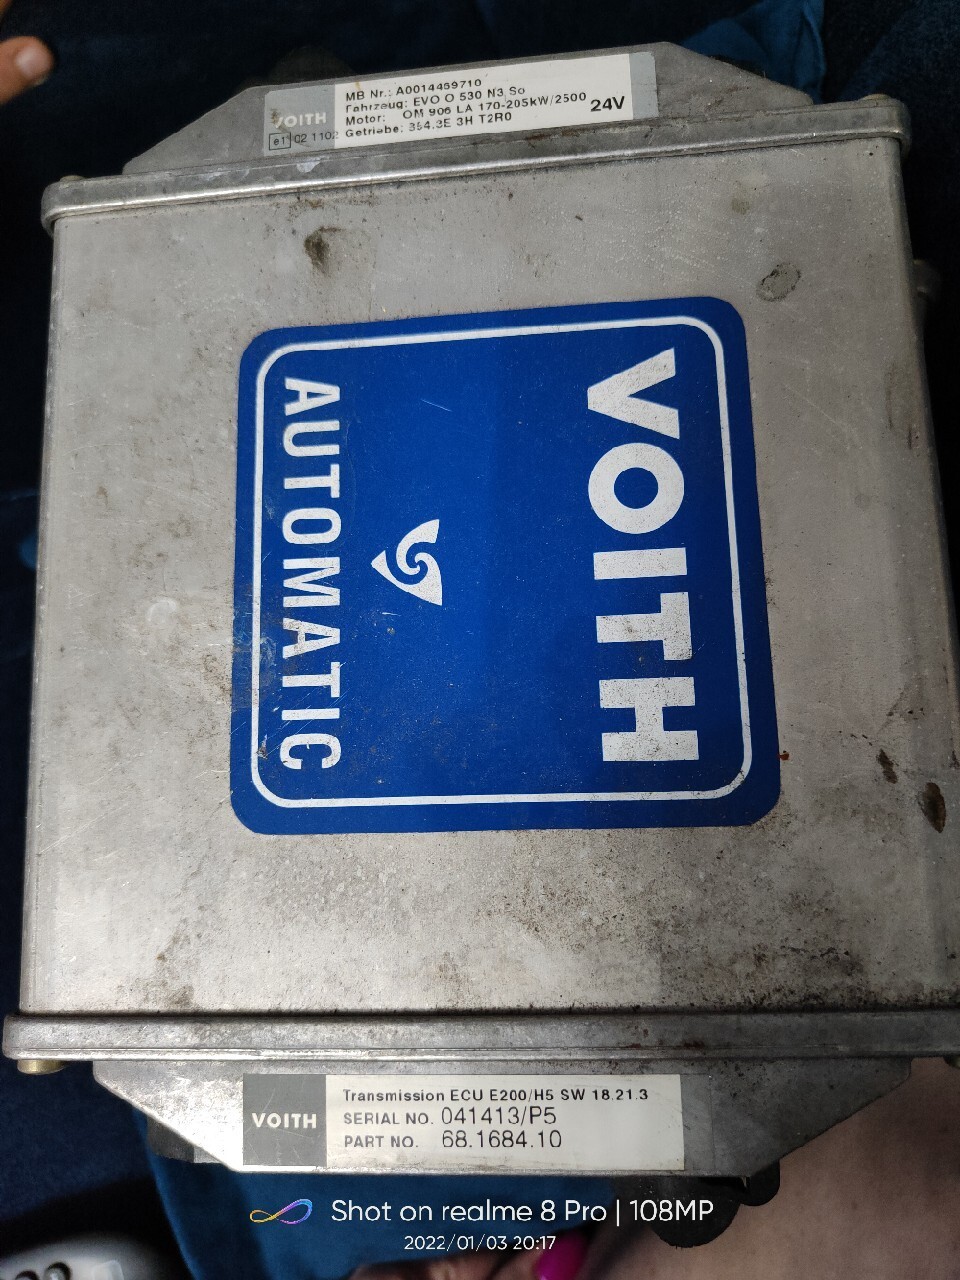 VOITH
e1 02 1102
MB Nr.: A0014469710
Fahrzeug: EVO O 530 N3 So
Motor: OM 906 LA 170-205kW/2500
24V
Getriebe: 354.3E 3H T2R0
VOITH
AUTOMATIC
VOITH
Transmission ECU E200/H5 SW 18.21.3
SERIAL NO. 041413/P5
PART NO. 68.1684.10
Shot on realme 8 Pro | 108MP
2022/01/03 20:17